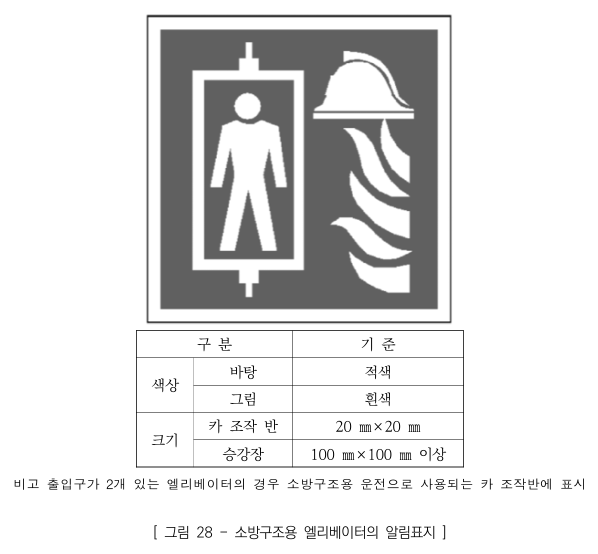 구 분 기 준
색상 바탕 적색
그림 흰색
크기 카 조작 반 20 ㎜×20 ㎜
승강장 100 ㎜×100 ㎜ 이상
비고 출입구가 2개 있는 엘리베이터의 경우 소방구조용 운전으로 사용되는 카 조작반에 표시
[ 그림 28 - 소방구조용 엘리베이터의 알림표지 ]